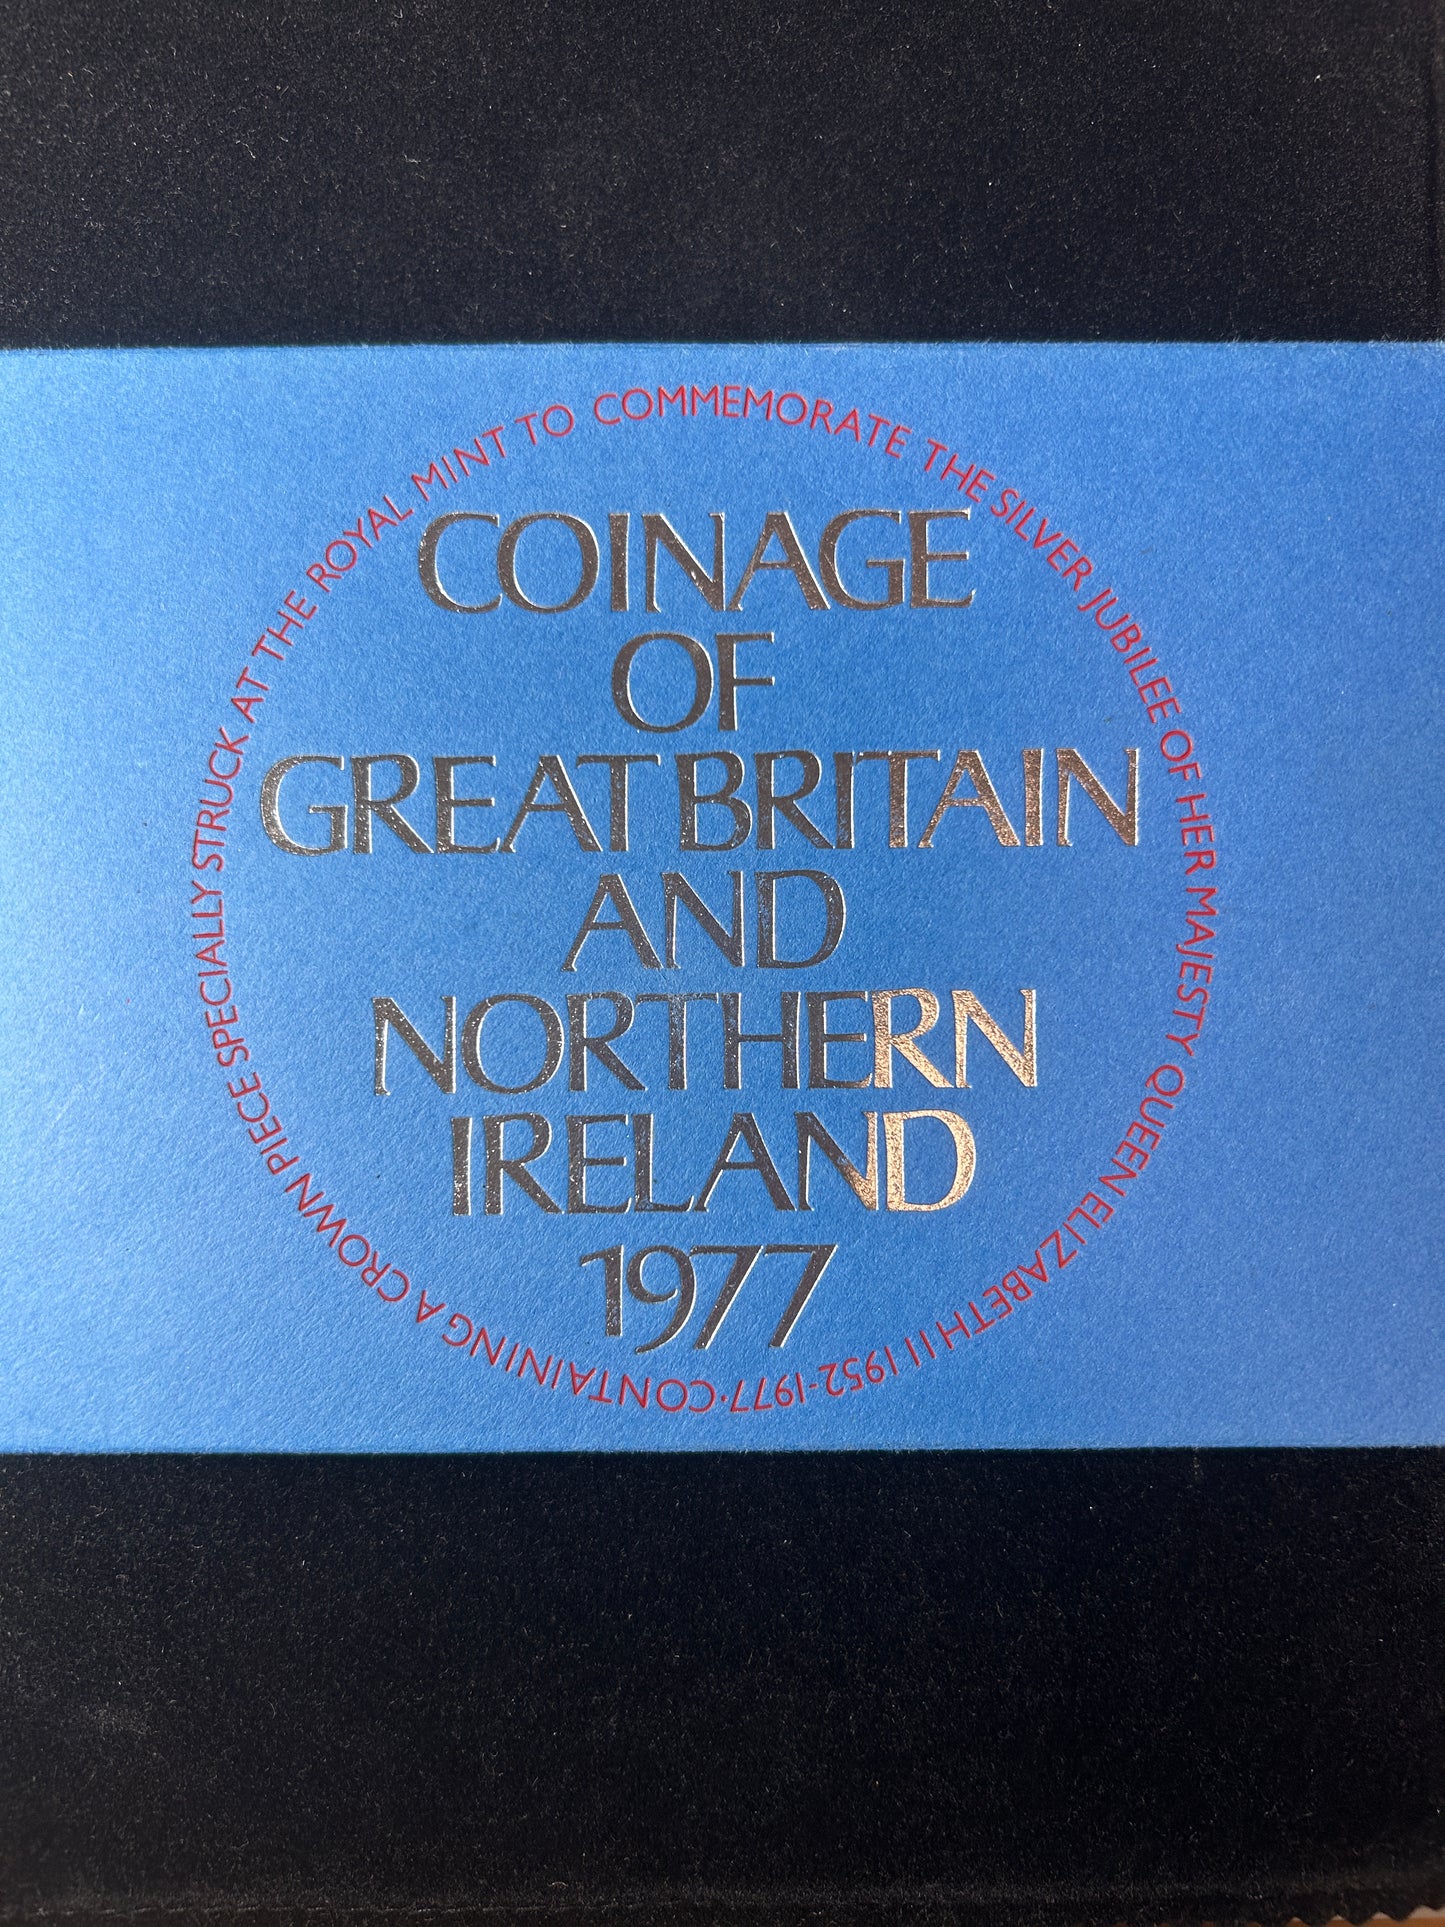 COINAGE
OF
GREAT BRITAIN
AND
NORTHERN
IRELAND
1977
CONTAINING A CROWN PIECE SPECIALLY STRUCK AT THE ROYAL MINT TO COMMEMORATE THE SILVER JUBILEE OF HER MAJESTY QUEEN ELIZABETH II 1952-1977·